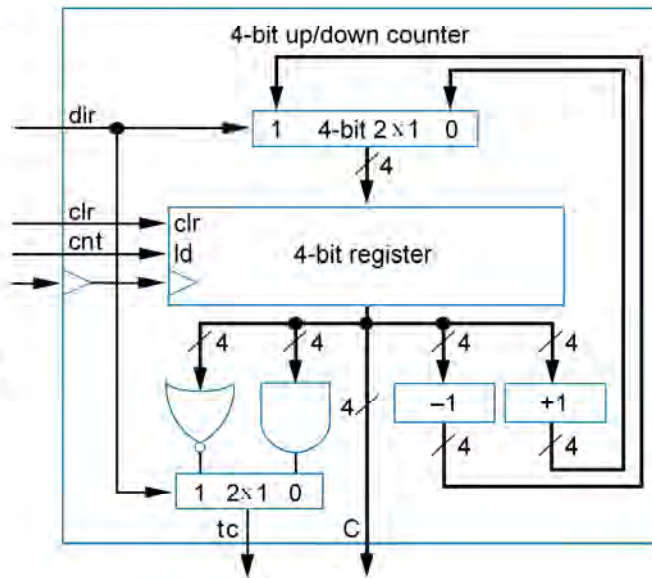 4-bit up/down counter
dir
1 4-bit 2x1 0
4
clr
clr
cnt
ld
4-bit register
4 4 4 4
4
-1 +1
4 4
1 2x1 0
tc C